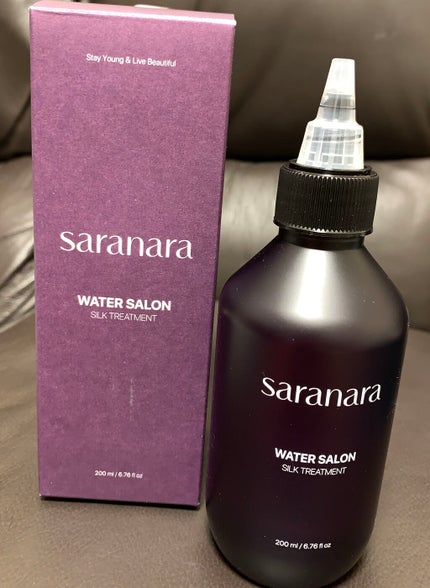 Stay Young & Live Beautiful
saranara
WATER SALON
SILK TREATMENT
200 ml / 6.76 fl oz
saranara
WATER SALON
SILK TREATMENT
200 ml / 6.76 fl oz